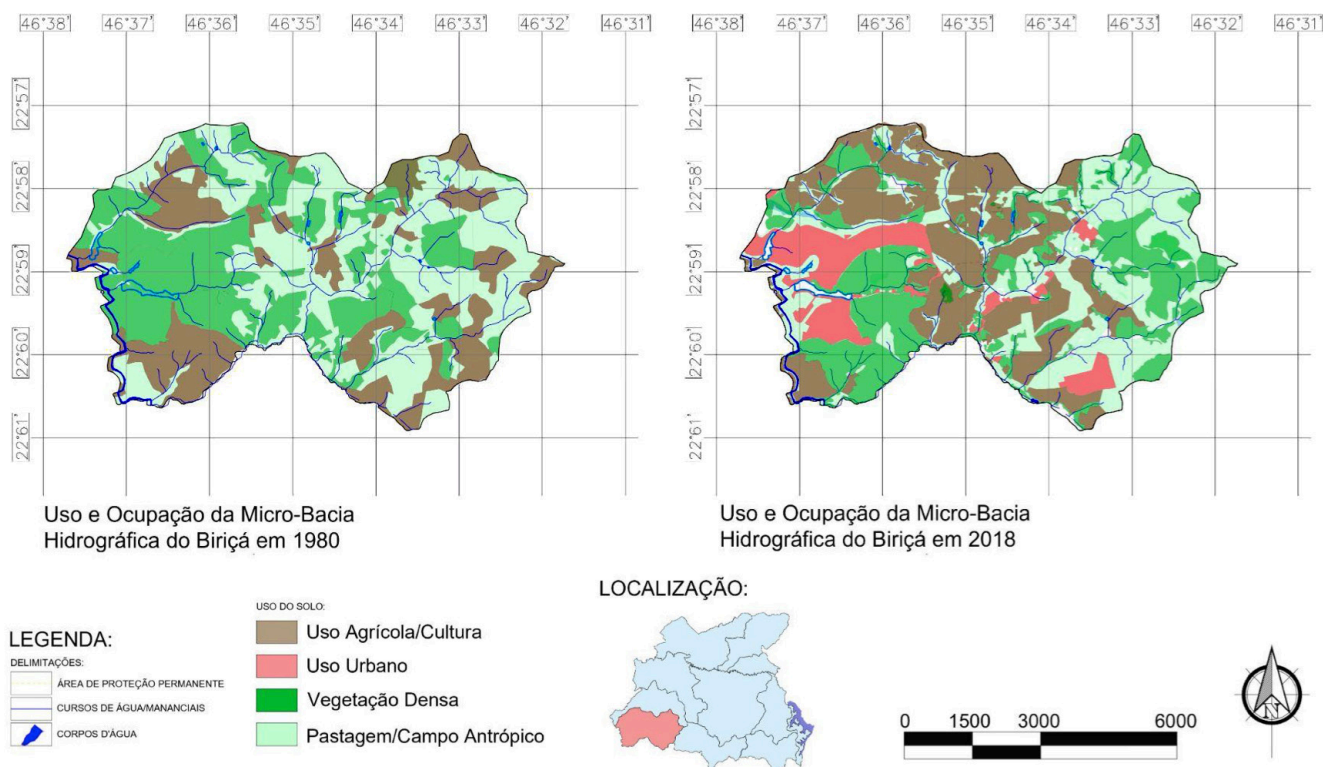 46°38' 46°37' 46°36' 46°35' 46°34' 46°33' 46°32' 46°31'
22°57'
22°58'
22°59'
22°60'
22°61'
Uso e Ocupação da Micro-Bacia
Hidrográfica do Biriçá em 1980
46°38' 46°37' 46°36' 46°35' 46°34' 46°33' 46°32' 46°31'
22°57'
22°58'
22°59'
22°60'
22°61'
Uso e Ocupação da Micro-Bacia
Hidrográfica do Biriçá em 2018
LEGENDA:
DELIMITAÇÕES:
ÁREA DE PROTEÇÃO PERMANENTE
CURSOS DE ÁGUA/MANANCIAIS
CORPOS D'ÁGUA
USO DO SOLO:
Uso Agrícola/Cultura
Uso Urbano
Vegetação Densa
Pastagem/Campo Antrópico
LOCALIZAÇÃO:
0 1500 3000 6000
N